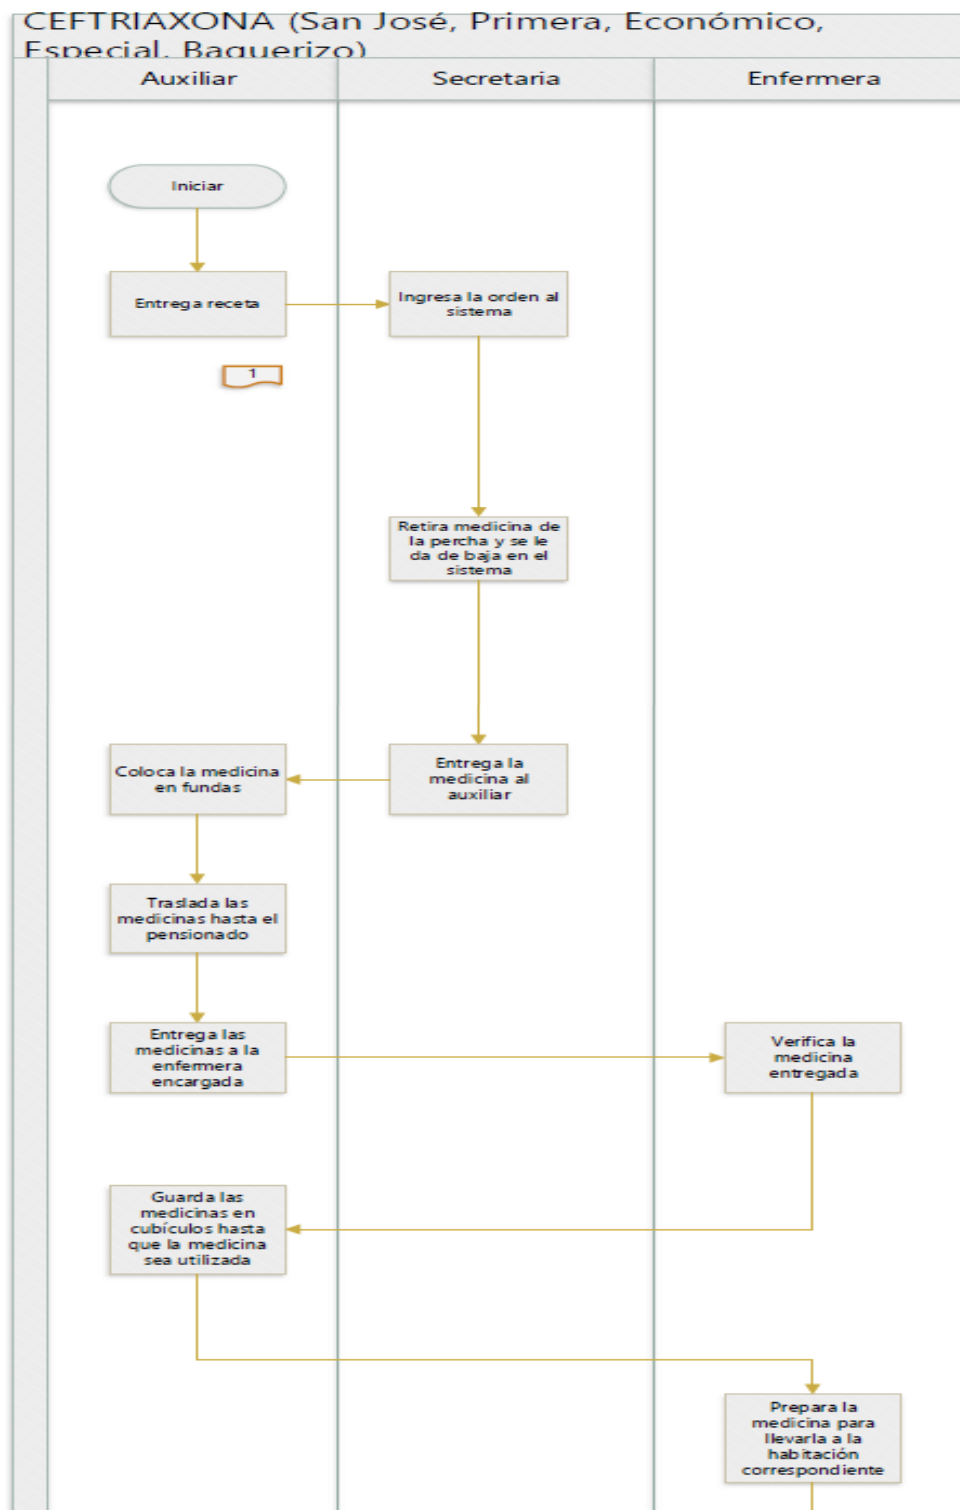 CEFTRIAXONA (San José, Primera, Económico,
Especial, Baquerizo)
Auxiliar
Secretaria
Enfermera
Iniciar
Entrega receta
Ingresa la orden al
sistema
1
Retira medicina de
la percha y se le
da de baja en el
sistema
Coloca la medicina
en fundas
Entrega la
medicina al
auxiliar
Traslada las
medicinas hasta el
pensionado
Entrega las
medicinas a la
enfermera
encargada
Verifica la
medicina
entregada
Guarda las
medicinas en
cubículos hasta
que la medicina
sea utilizada
Prepara la
medicina para
llevarla a la
habitación
correspondiente